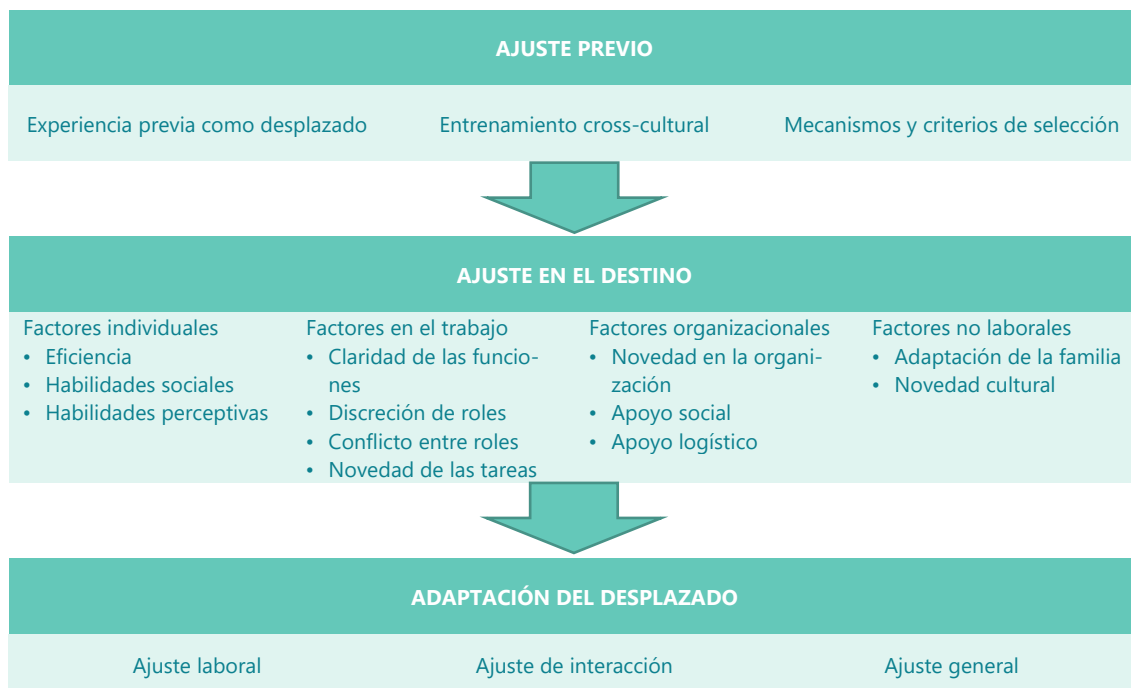 AJUSTE PREVIO
Experiencia previa como desplazado
Entrenamiento cross-cultural
Mecanismos y criterios de selección
AJUSTE EN EL DESTINO
Factores individuales
• Eficiencia
• Habilidades sociales
• Habilidades perceptivas
Factores en el trabajo
• Claridad de las funcio-
nes
• Discreción de roles
• Conflicto entre roles
• Novedad de las tareas
Factores organizacionales
• Novedad en la organi-
zación
• Apoyo social
• Apoyo logístico
Factores no laborales
• Adaptación de la familia
• Novedad cultural
ADAPTACIÓN DEL DESPLAZADO
Ajuste laboral
Ajuste de interacción
Ajuste general